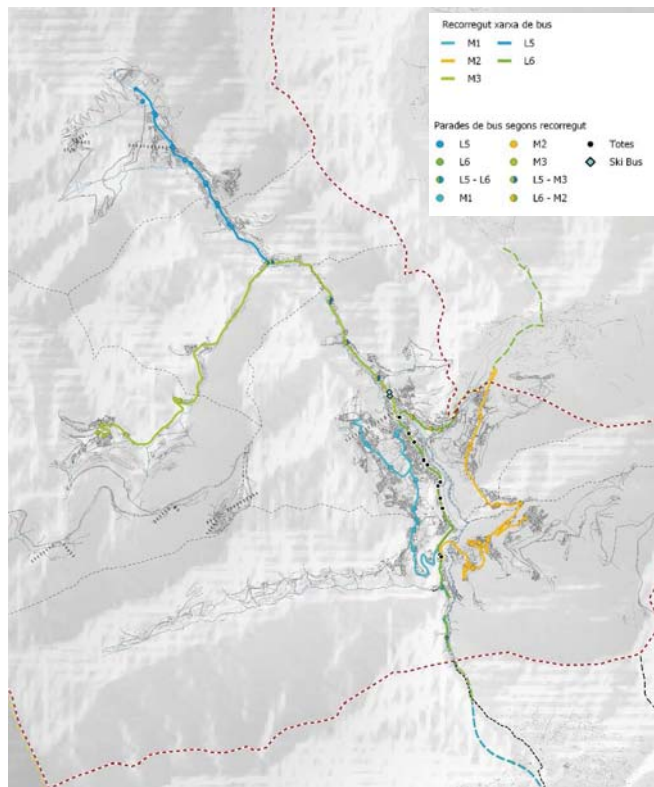 Recorregut xarxa de bus
M1 L5
M2 L6
M3
Parades de bus segons recorregut
L5 M2 Totes
L6 M3 Ski Bus
L5 - L6 L5 - M3
M1 L6 - M2